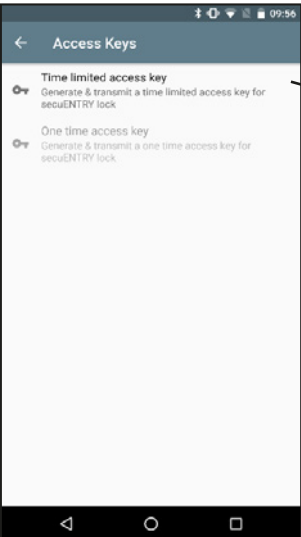 09:56
Access Keys
Time limited access key
Generate & transmit a time limited access key for
secuENTRY lock
One time access key
Generate & transmit a one time access key for
secuENTRY lock